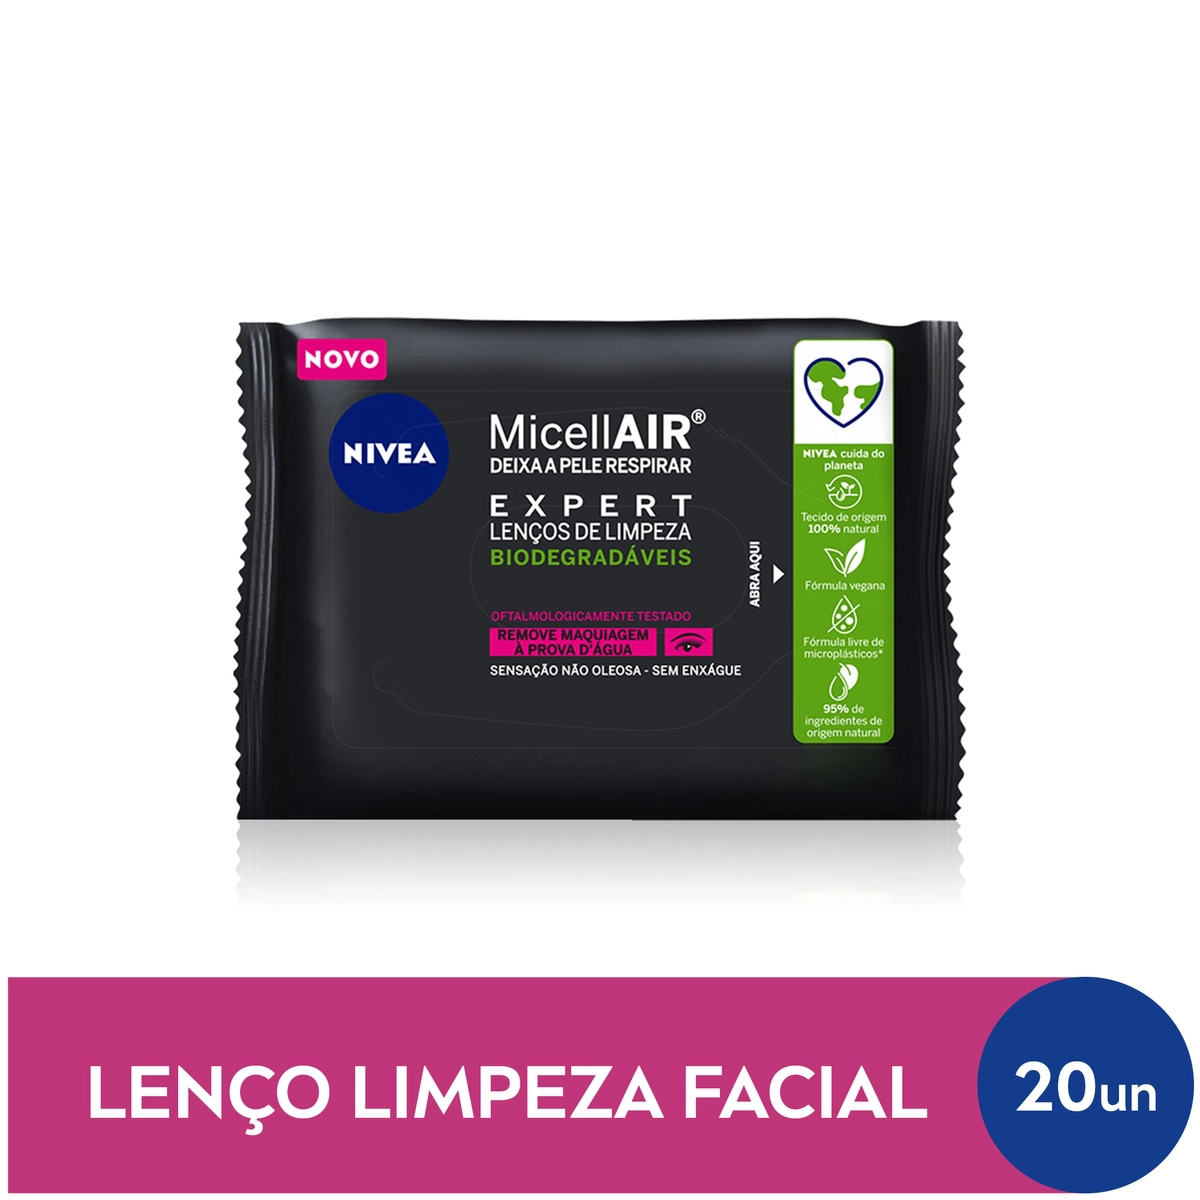 NOVO
NIVEA
MicellAIR®
DEIXA A PELE RESPIRAR
EXPERT
LENÇOS DE LIMPEZA
BIODEGRADÁVEIS
OFTALMOLOGICAMENTE TESTADO
REMOVE MAQUIAGEM
À PROVA D'ÁGUA
SENSAÇÃO NÃO OLEOSA - SEM ENXÁGUE
ABRA AQUI
NIVEA cuida do
planeta
Tecido de origem
100% natural
Fórmula vegana
Fórmula livre de
microplásticos*
95% de
ingredientes de
origem natural
LENÇO LIMPEZA FACIAL
20un